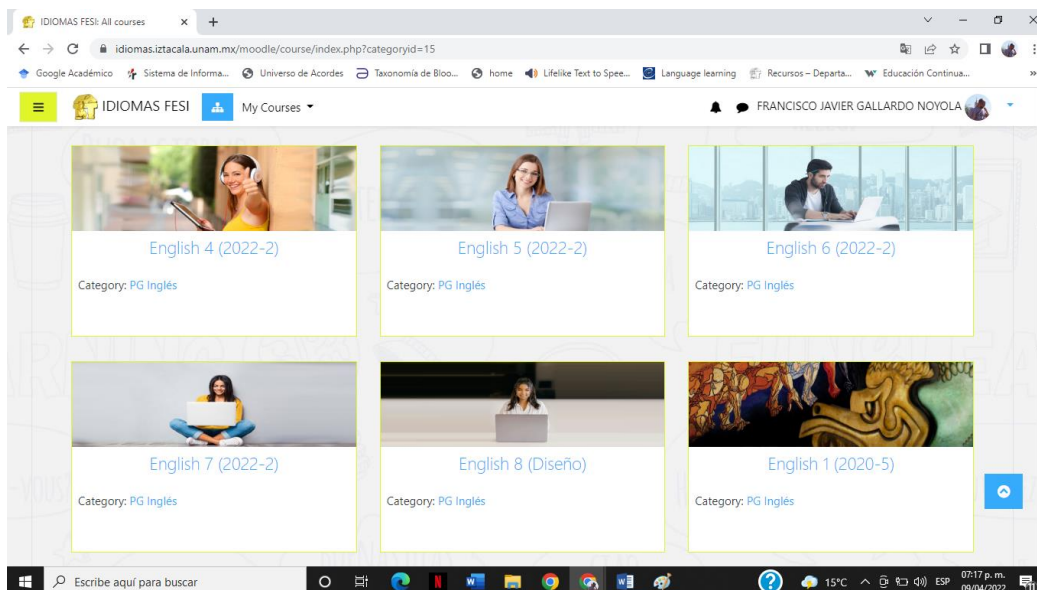 IDIOMAS FESI: All courses
idiomas.iztacala.unam.mx/moodle/course/index.php?categoryid=15
Google Académico Sistema de Informa... Universo de Acordes Taxonomía de Bloo... home Lifelike Text to Spee... Language learning Recursos – Departa... Educación Continua... »
IDIOMAS FESI My Courses FRANCISCO JAVIER GALLARDO NOYOLA
English 4 (2022-2) English 5 (2022-2) English 6 (2022-2)
Category: PG Inglés Category: PG Inglés Category: PG Inglés
English 7 (2022-2) English 8 (Diseño) English 1 (2020-5)
Category: PG Inglés Category: PG Inglés Category: PG Inglés
Escribe aquí para buscar 15°C ESP 07:17 p. m.
09/04/2022